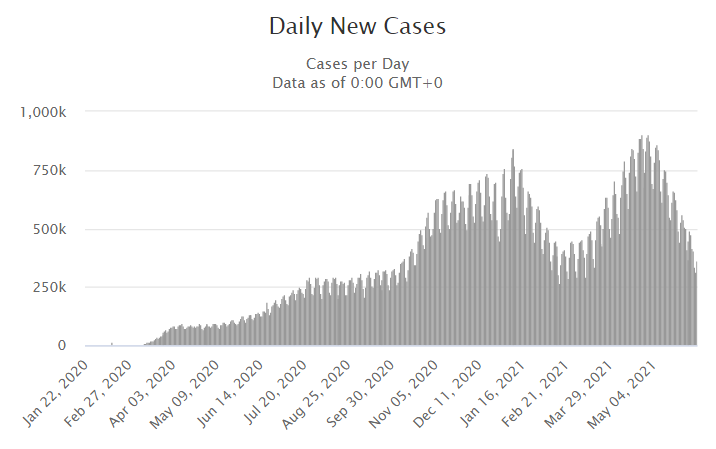 Daily New Cases
Cases per Day
Data as of 0:00 GMT+0
1,000k
750k
500k
250k
0
Jan 22, 2020
Feb 27, 2020
Apr 03, 2020
May 09, 2020
Jun 14, 2020
Jul 20, 2020
Aug 25, 2020
Sep 30, 2020
Nov 05, 2020
Dec 11, 2020
Jan 16, 2021
Feb 21, 2021
Mar 29, 2021
May 04, 2021